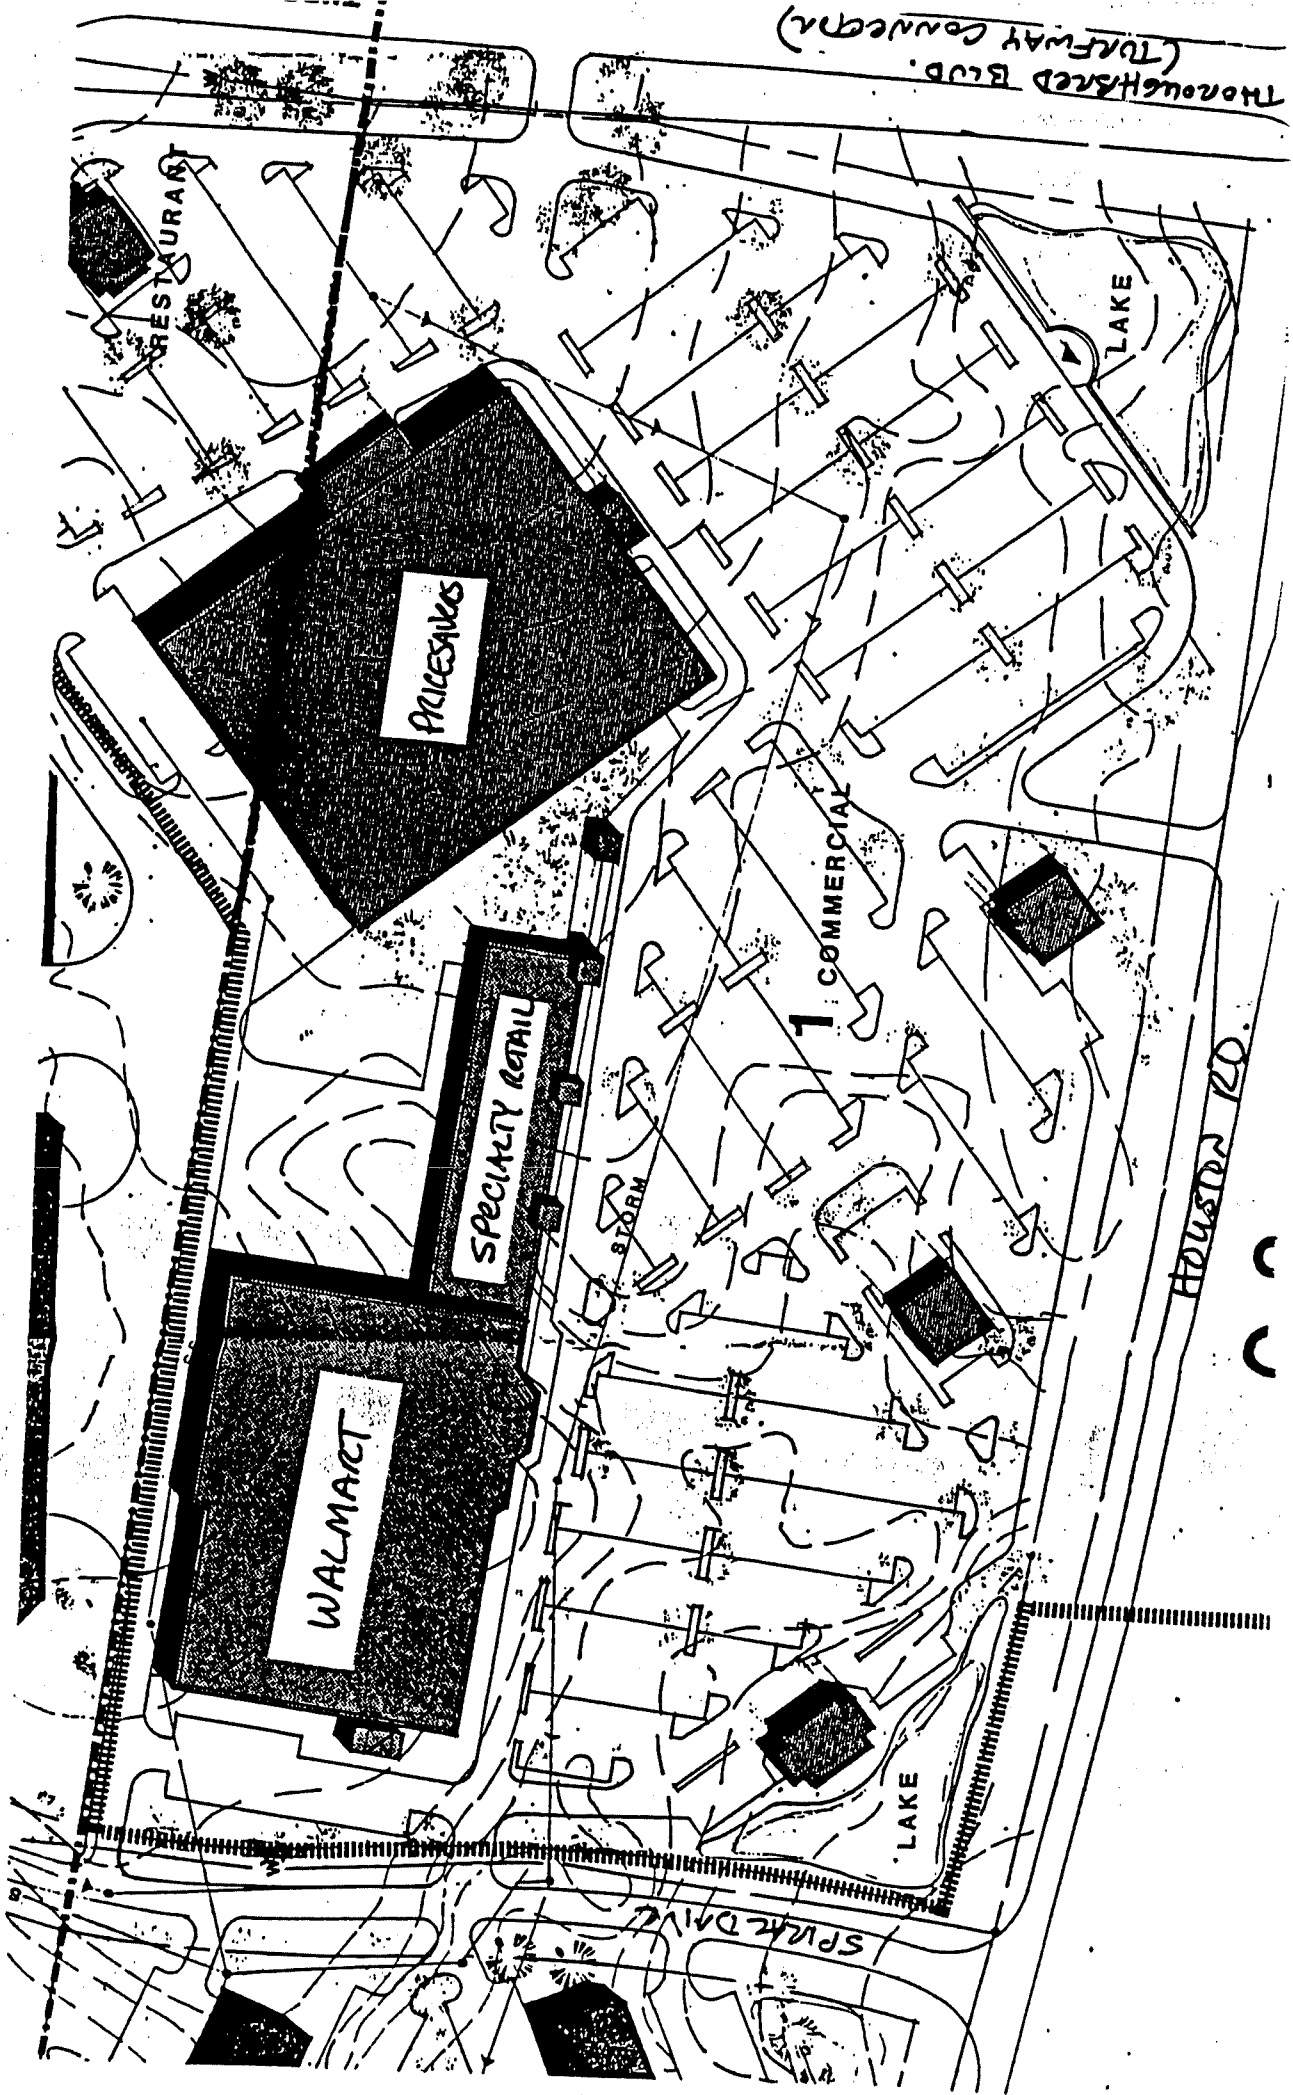 THOROUGHBRED BLVD.
(TURFWAY CONNECTOR)
RESTAURANT
LAKE
PRICESAVERS
1 COMMERCIAL
SPECIALTY RETAIL
STORM
HOUSTON RD.
WALMART
LAKE
SPIRAL DRIVE